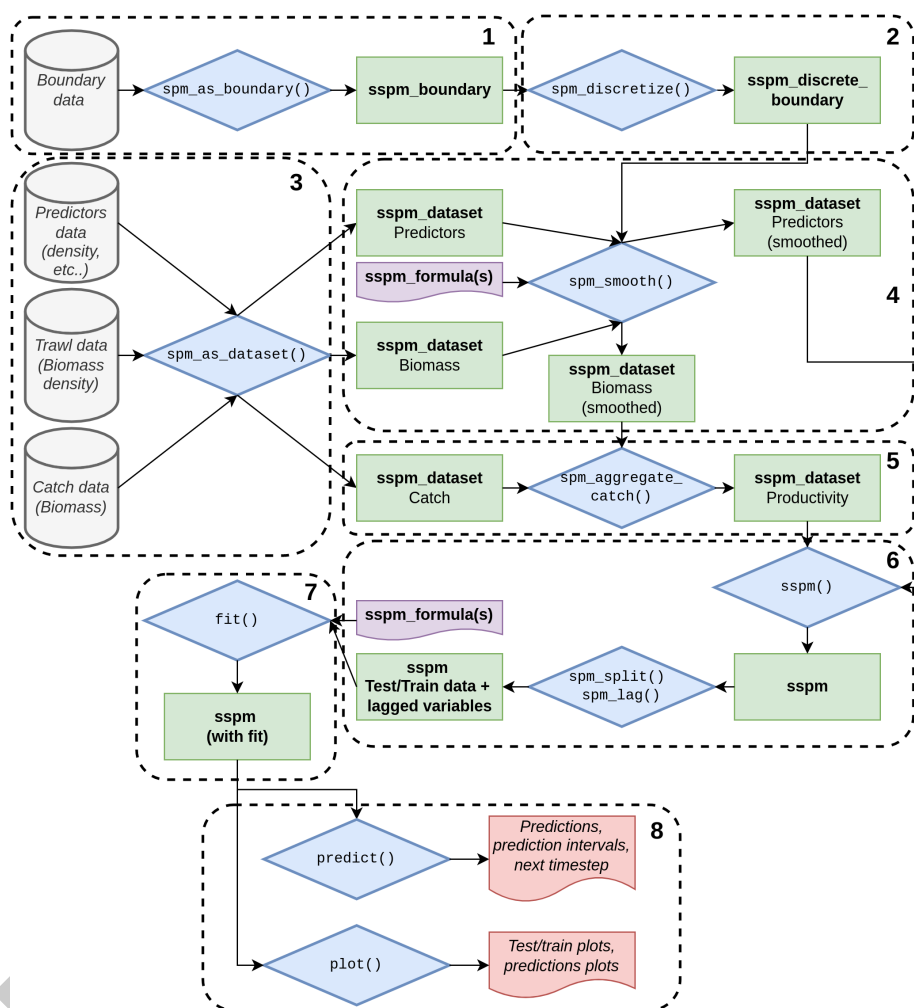 1
Boundary
data
spm_as_boundary()
sspm_boundary
2
spm_discretize()
sspm_discrete_
boundary
3
Predictors
data
(density,
etc..)
Trawl data
(Biomass
density)
Catch data
(Biomass)
spm_as_dataset()
4
sspm_dataset
Predictors
sspm_formula(s)
sspm_dataset
Biomass
spm_smooth()
sspm_dataset
Predictors
(smoothed)
sspm_dataset
Biomass
(smoothed)
5
sspm_dataset
Catch
spm_aggregate_
catch()
sspm_dataset
Productivity
6
sspm()
sspm
spm_split()
spm_lag()
sspm_formula(s)
sspm
Test/Train data +
lagged variables
7
fit()
sspm
(with fit)
8
predict()
Predictions,
prediction intervals,
next timestep
plot()
Test/train plots,
predictions plots